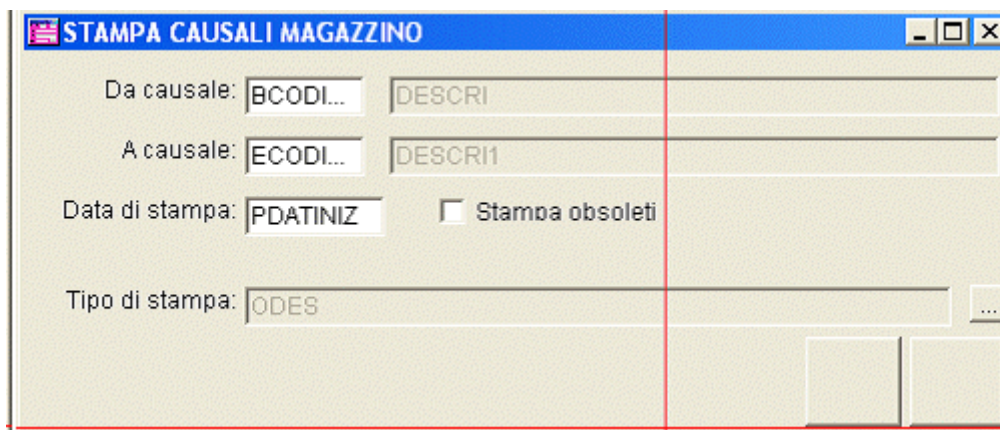 STAMPA CAUSALI MAGAZZINO
Da causale: BCODI... DESCRI
A causale: ECODI... DESCRI1
Data di stampa: PDATINIZ Stampa obsoleti
Tipo di stampa: ODES ...